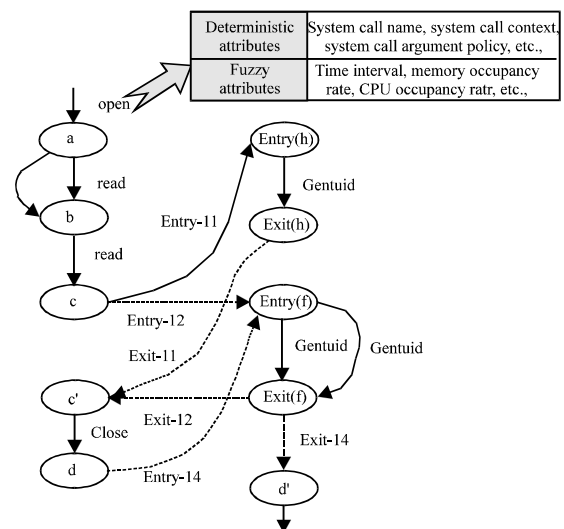 Deterministic attributes
System call name, system call context, system call argument policy, etc.,
Fuzzy attributes
Time interval, memory occupancy rate, CPU occupancy ratr, etc.,
open
a
Entry(h)
read
Gentuid
b
Entry-11
Exit(h)
read
c
Entry(f)
Entry-12
Exit-11
Gentuid
Gentuid
c'
Exit(f)
Exit-12
Close
Exit-14
d
Entry-14
d'